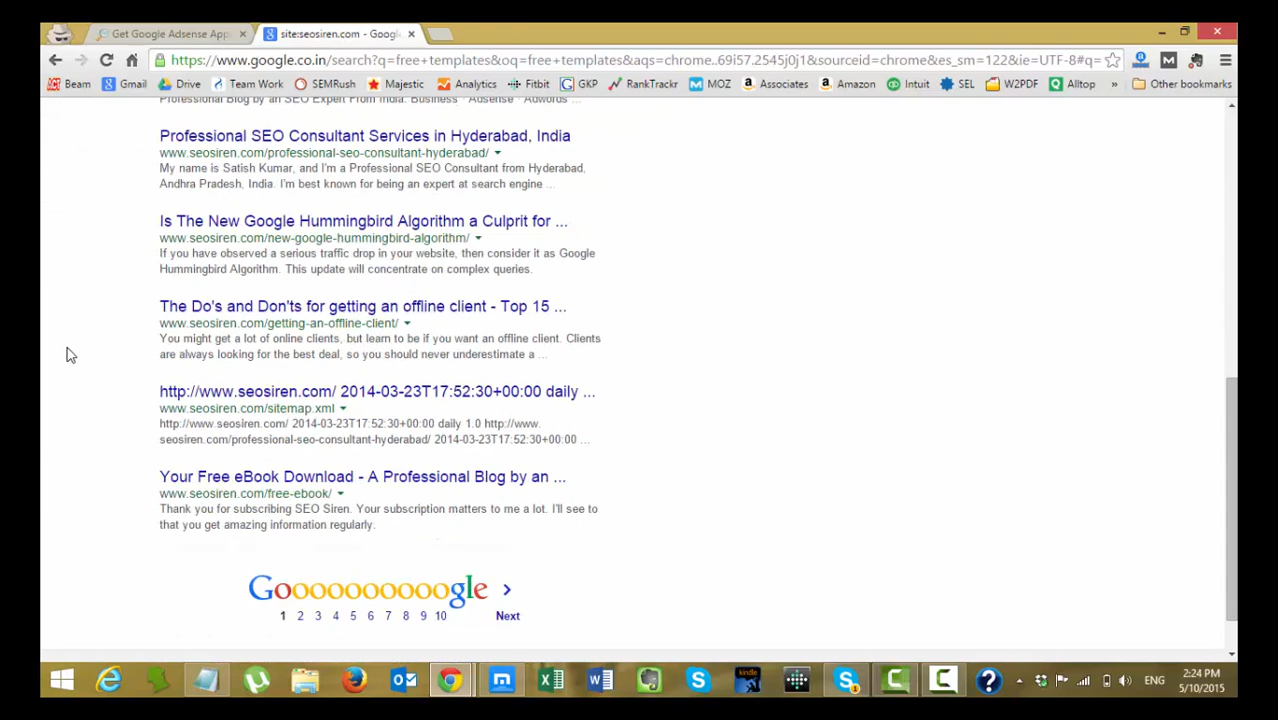 Get Google Adsense App
site:seosiren.com - Googl
https://www.google.co.in/search?q=free+templates&oq=free+templates&aqs=chrome..69i57.2545j0j1&sourceid=chrome&es_sm=122&ie=UTF-8#q=
Beam Gmail Drive Team Work SEMRush Majestic Analytics Fitbit GKP RankTrackr MOZ Associates Amazon Intuit SEL W2PDF Alltop » Other bookmarks
Professional Blog by an SEO Expert From India. Business · Adsense · Adwords ...
Professional SEO Consultant Services in Hyderabad, India
www.seosiren.com/professional-seo-consultant-hyderabad/
My name is Satish Kumar, and I'm a Professional SEO Consultant from Hyderabad,
Andhra Pradesh, India. I'm best known for being an expert at search engine ...
Is The New Google Hummingbird Algorithm a Culprit for ...
www.seosiren.com/new-google-hummingbird-algorithm/
If you have observed a serious traffic drop in your website, then consider it as Google
Hummingbird Algorithm. This update will concentrate on complex queries.
The Do's and Don'ts for getting an offline client - Top 15 ...
www.seosiren.com/getting-an-offline-client/
You might get a lot of online clients, but learn to be if you want an offline client. Clients
are always looking for the best deal, so you should never underestimate a ...
http://www.seosiren.com/ 2014-03-23T17:52:30+00:00 daily ...
www.seosiren.com/sitemap.xml
http://www.seosiren.com/ 2014-03-23T17:52:30+00:00 daily 1.0 http://www.
seosiren.com/professional-seo-consultant-hyderabad/ 2014-03-23T17:52:30+00:00 ...
Your Free eBook Download - A Professional Blog by an ...
www.seosiren.com/free-ebook/
Thank you for subscribing SEO Siren. Your subscription matters to me a lot. I'll see to
that you get amazing information regularly.
Goooooooooogle >
1 2 3 4 5 6 7 8 9 10 Next
kindle
ENG
2:24 PM
5/10/2015